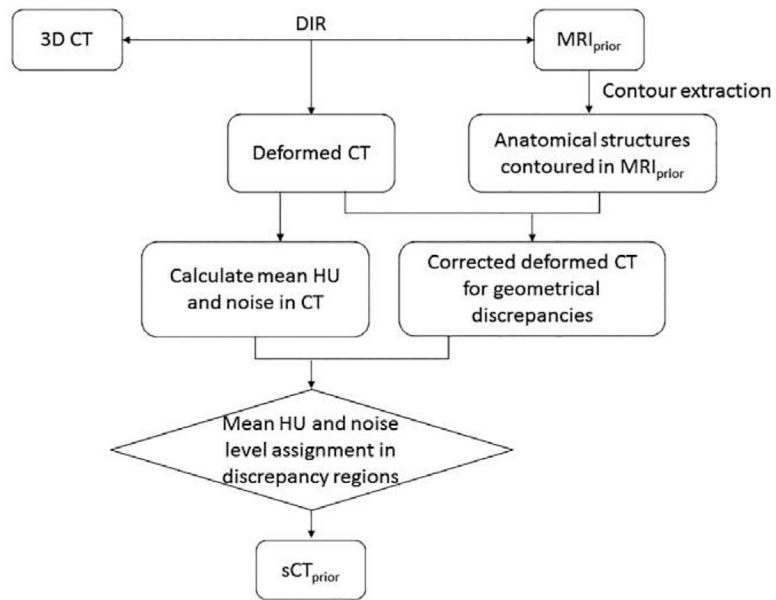 DIR
3D CT
MRIprior
Contour extraction
Deformed CT
Anatomical structures
contoured in MRIprior
Calculate mean HU
and noise in CT
Corrected deformed CT
for geometrical
discrepancies
Mean HU and noise
level assignment in
discrepancy regions
sCTprior